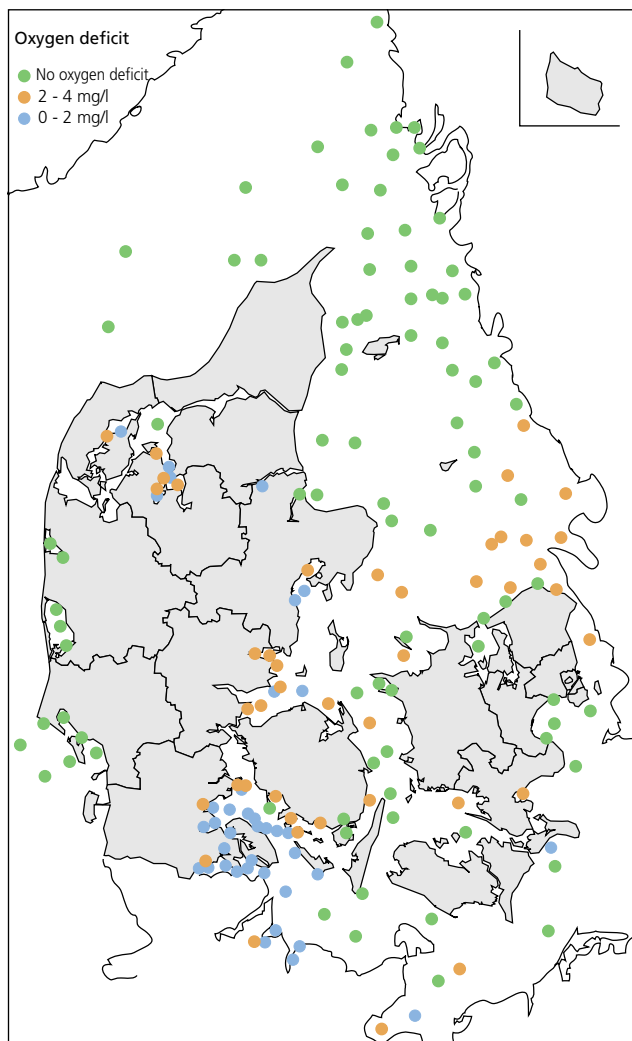 Oxygen deficit
No oxygen deficit
2 - 4 mg/l
0 - 2 mg/l